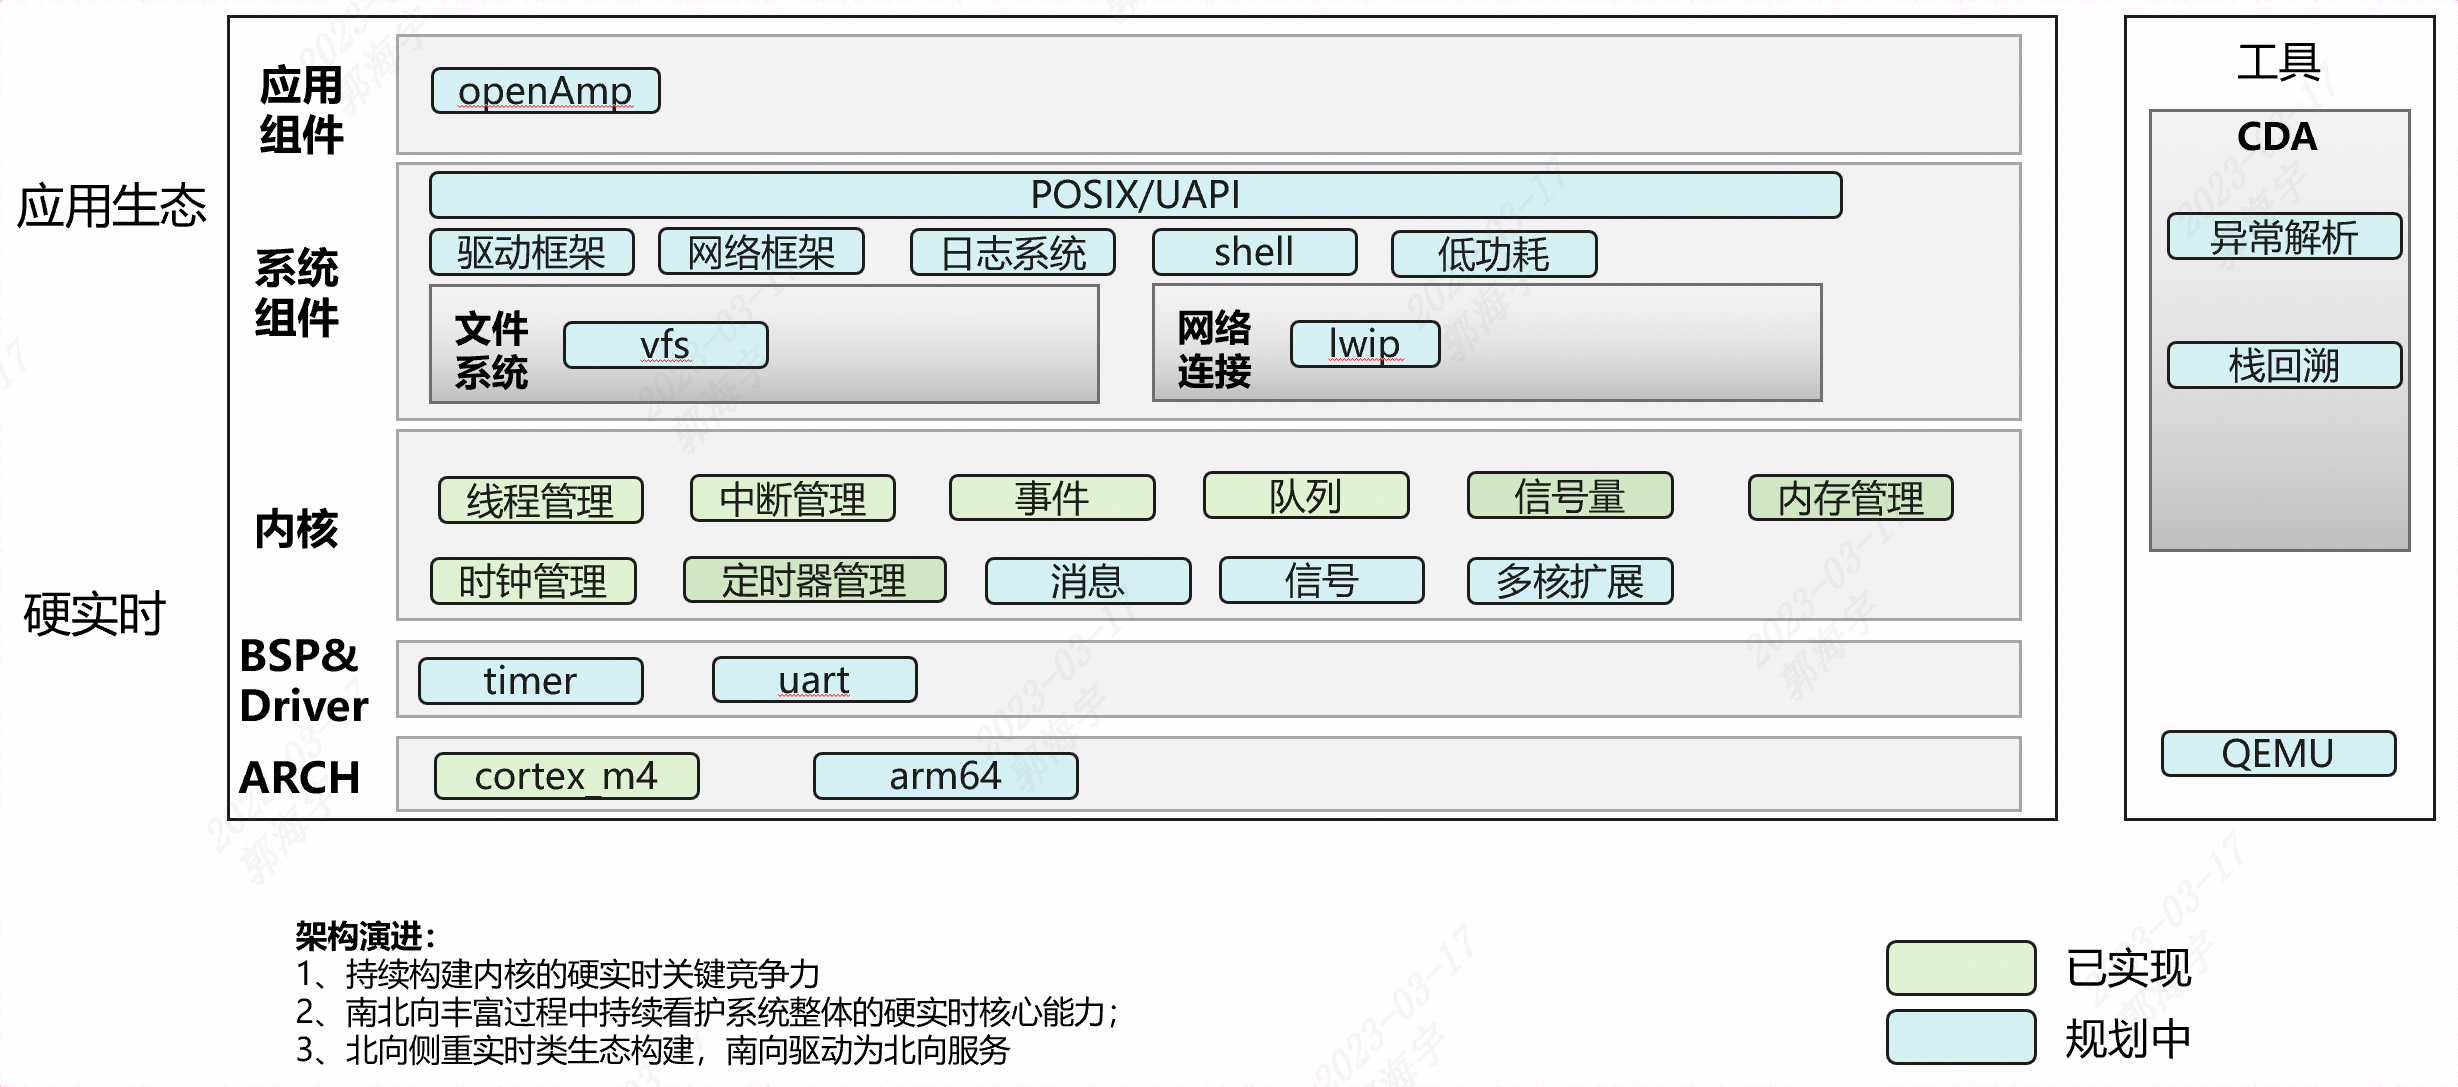 应用生态
硬实时
应用
组件
openAmp
系统
组件
POSIX/UAPI
驱动框架
网络框架
日志系统
shell
低功耗
文件
系统
vfs
网络
连接
lwip
内核
线程管理
中断管理
事件
队列
信号量
内存管理
时钟管理
定时器管理
消息
信号
多核扩展
BSP&
Driver
timer
uart
ARCH
cortex_m4
arm64
工具
CDA
异常解析
栈回溯
QEMU
架构演进：
1、持续构建内核的硬实时关键竞争力
2、南北向丰富过程中持续看护系统整体的硬实时核心能力；
3、北向侧重实时类生态构建，南向驱动为北向服务
已实现
规划中
2023-03-17
郭海宇